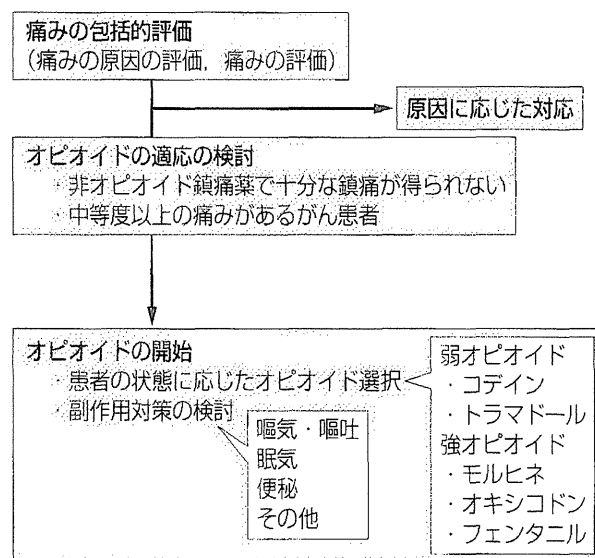 痛みの包括的評価
(痛みの原因の評価,痛みの評価)
原因に応じた対応
オピオイドの適応の検討
・非オピオイド鎮痛薬で十分な鎮痛が得られない
・中等度以上の痛みがあるがん患者
オピオイドの開始
・患者の状態に応じたオピオイド選択
・副作用対策の検討
嘔気・嘔吐
眠気
便秘
その他
弱オピオイド
・コデイン
・トラマドール
強オピオイド
・モルヒネ
・オキシコドン
・フェンタニル